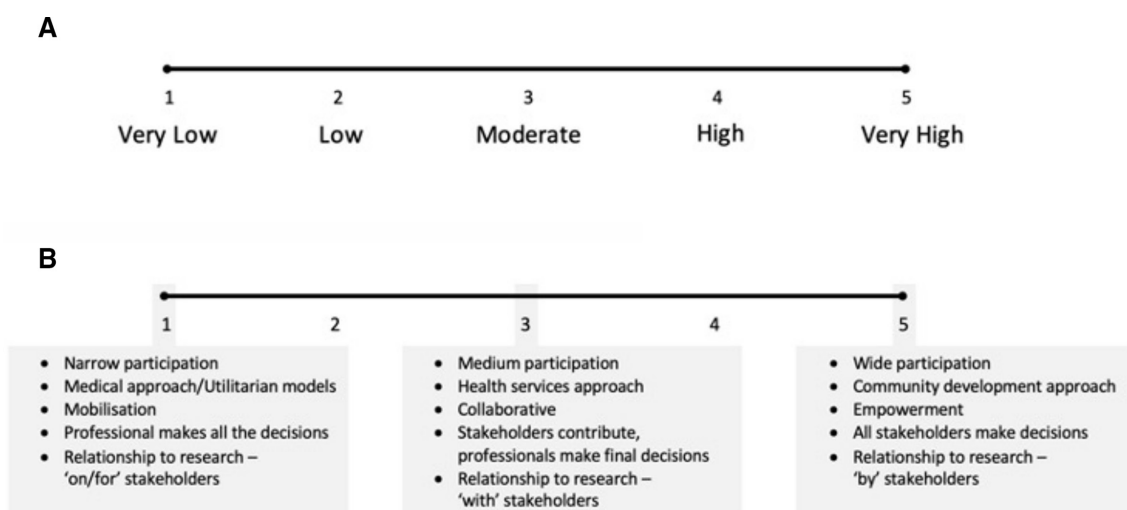 A
1 2 3 4 5
Very Low Low Moderate High Very High
B
1 2 3 4 5
• Narrow participation
• Medical approach/Utilitarian models
• Mobilisation
• Professional makes all the decisions
• Relationship to research –
‘on/for’ stakeholders
• Medium participation
• Health services approach
• Collaborative
• Stakeholders contribute,
professionals make final decisions
• Relationship to research –
‘with’ stakeholders
• Wide participation
• Community development approach
• Empowerment
• All stakeholders make decisions
• Relationship to research –
‘by’ stakeholders